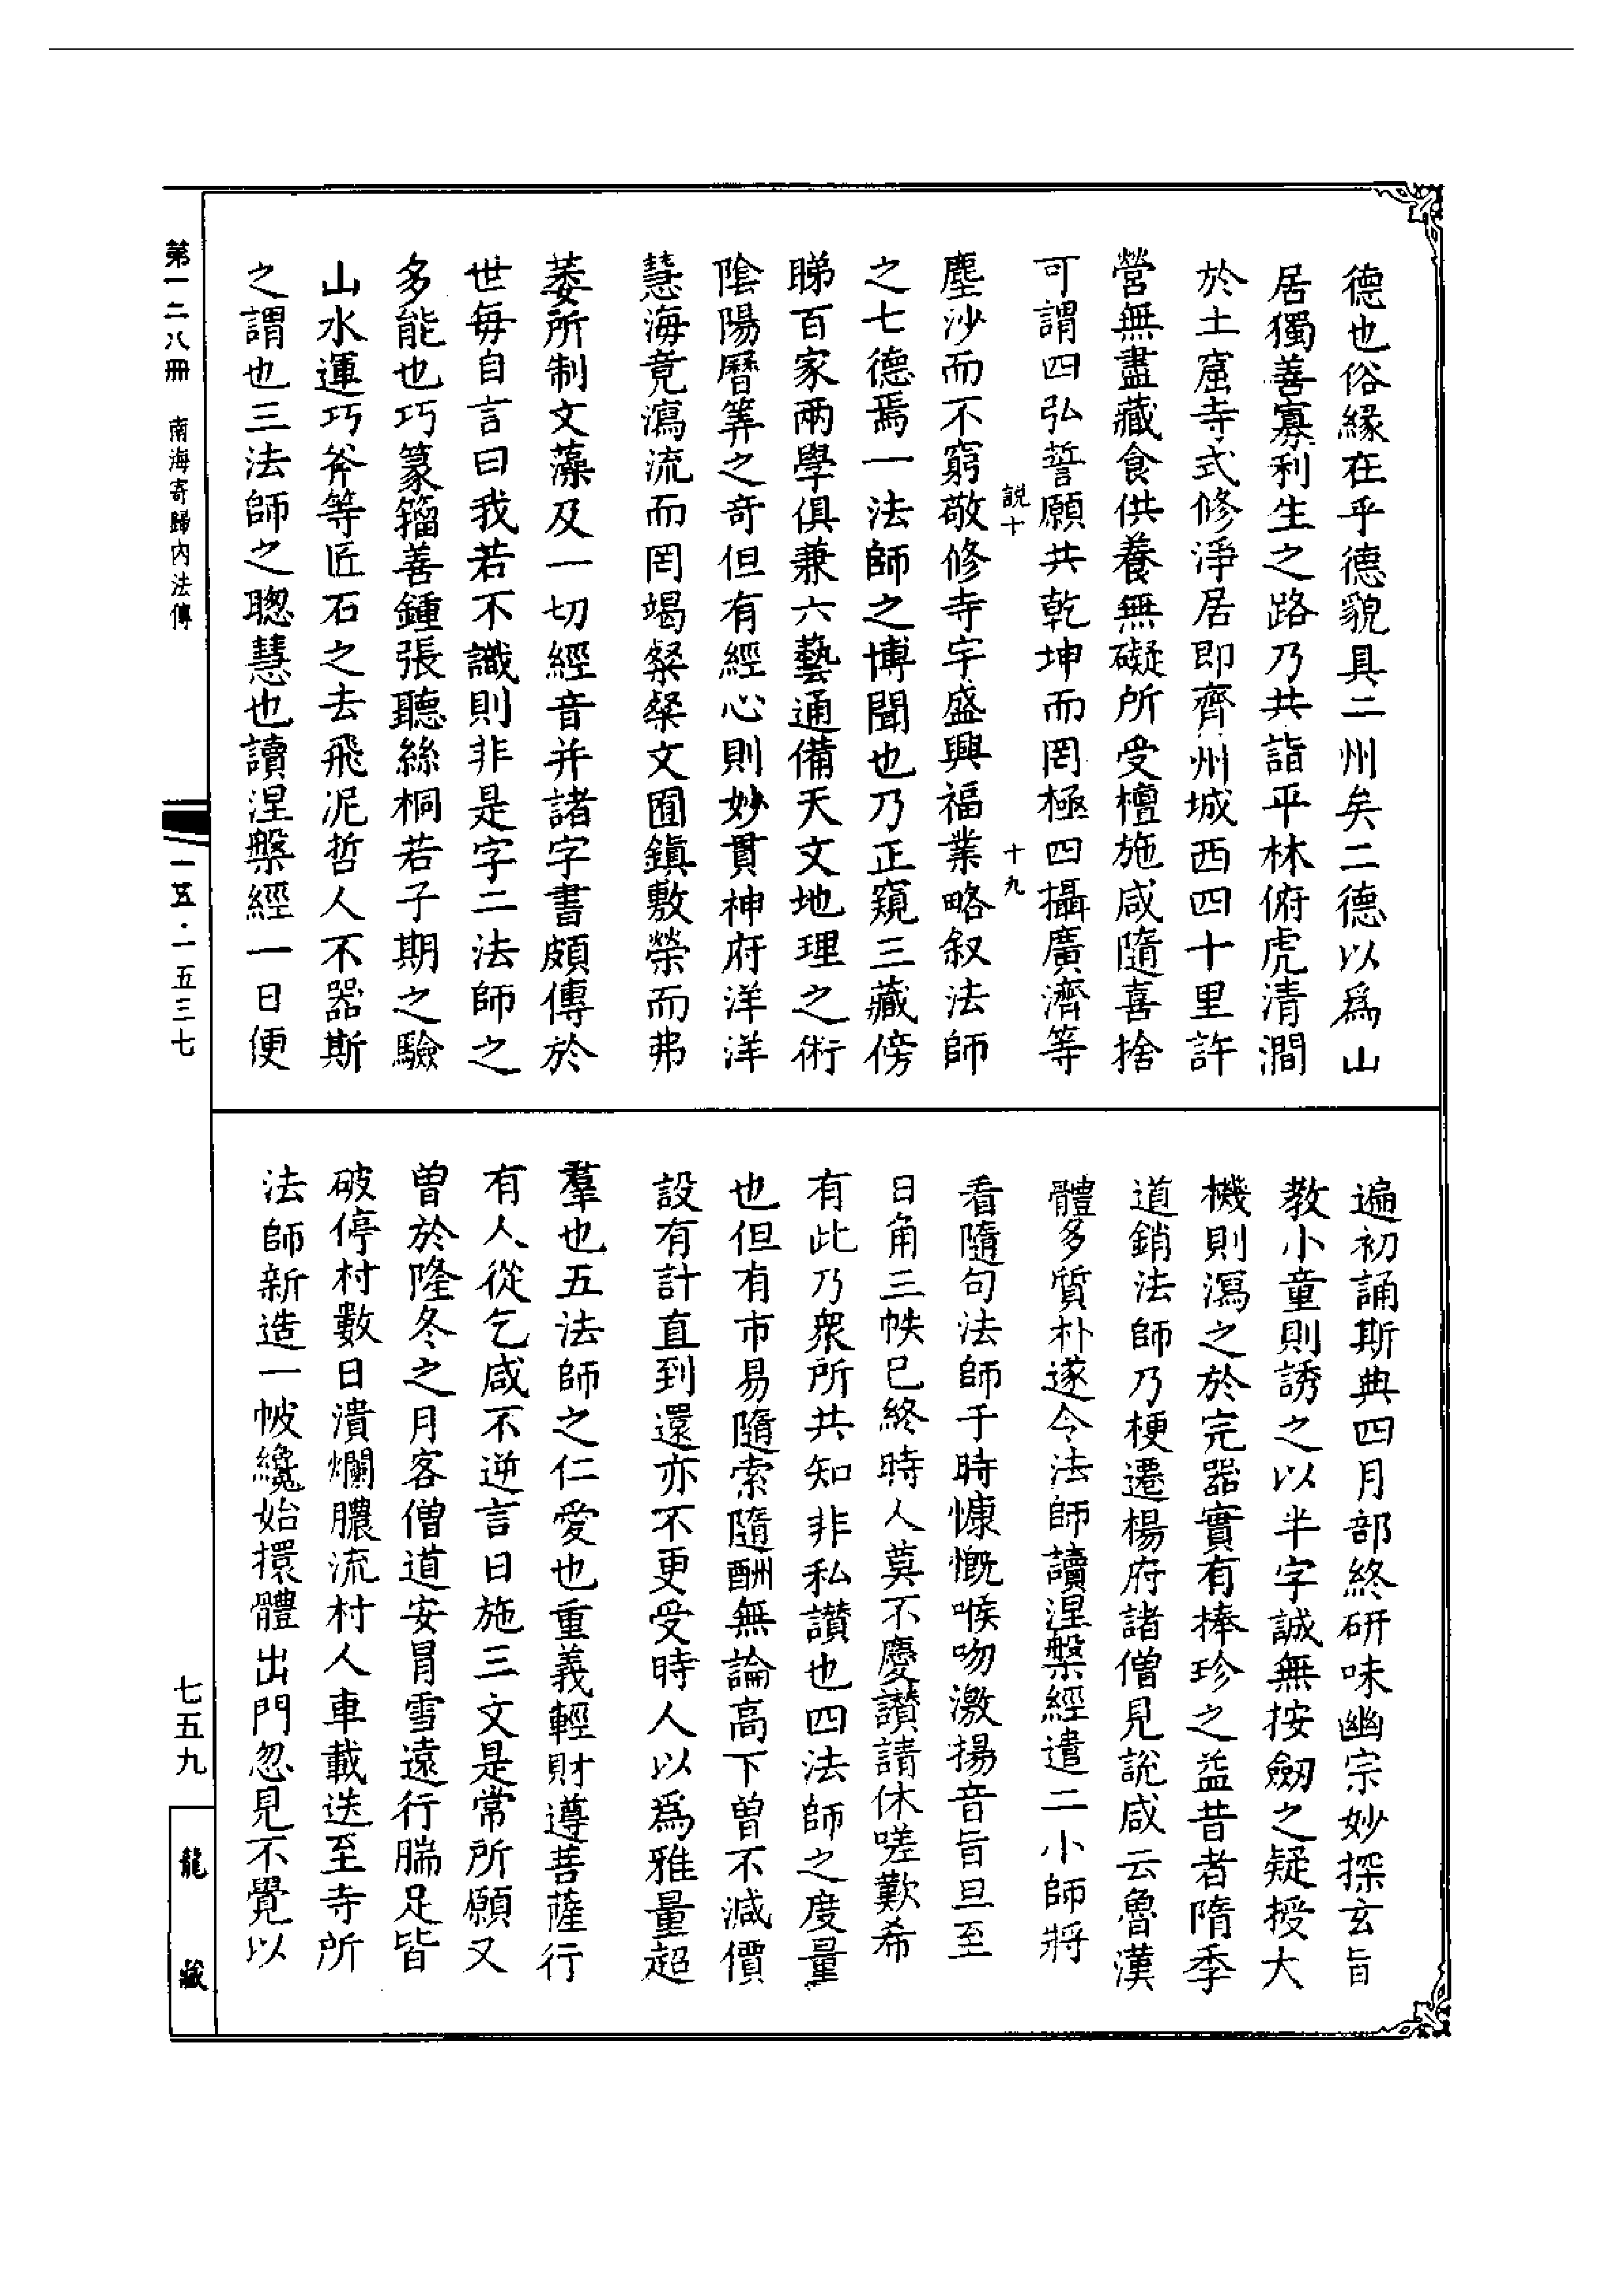 德也俗緣在乎德貌具二州矣二德以爲山
居獨善寡利生之路乃共詣平林俯虎清澗
於土窟寺式修淨居即齊州城西四十里許
營無盡藏食供養無礙所受檀施咸隨喜捨
可謂四弘誓願共乾坤而罔極四攝廣濟等
説十 十九
塵沙而不窮敬修寺宇盛興福業略叙法師
之七德焉一法師之博聞也乃正窺三藏傍
睇百家兩學俱兼六藝通備天文地理之術
陰陽曆筭之奇但有經心則妙貫神府洋洋
慧海竟瀉流而罔竭粲粲文囿鎮敷榮而弗
萎所制文藻及一切經音并諸字書頗傳於
世每自言曰我若不識則非是字二法師之
多能也巧篆籀善鍾張聽絲桐若子期之驗
山水運巧斧等匠石之去飛泥哲人不器斯
之謂也三法師之聰慧也讀涅槃經一日便
遍初誦斯典四月部終研味幽宗妙探玄旨
教小童則誘之以半字誠無按劒之疑授大
機則瀉之於完器實有捧珍之益昔者隋季
道銷法師乃梗遷楊府諸僧見説咸云魯漢
體多質朴遂令法師讀涅槃經遣二小師將
看隨句法師于時慷慨喉吻激揚音旨旦至
日角三帙已終時人莫不慶讚請休嗟歎希
有此乃衆所共知非私讚也四法師之度量
也但有市易隨索隨酬無論高下曾不減價
設有計直到還亦不更受時人以爲雅量超
羣也五法師之仁愛也重義輕財遵菩薩行
有人從乞咸不逆言日施三文是常所願又
曾於隆冬之月客僧道安冒雪遠行腨足皆
破停村數日潰爛膿流村人車載迭至寺所
法師新造一帔纔始擐體出門忽見不覺以
第一二八冊 南海寄歸內法傳
一五·一五三七
七五九
龍藏